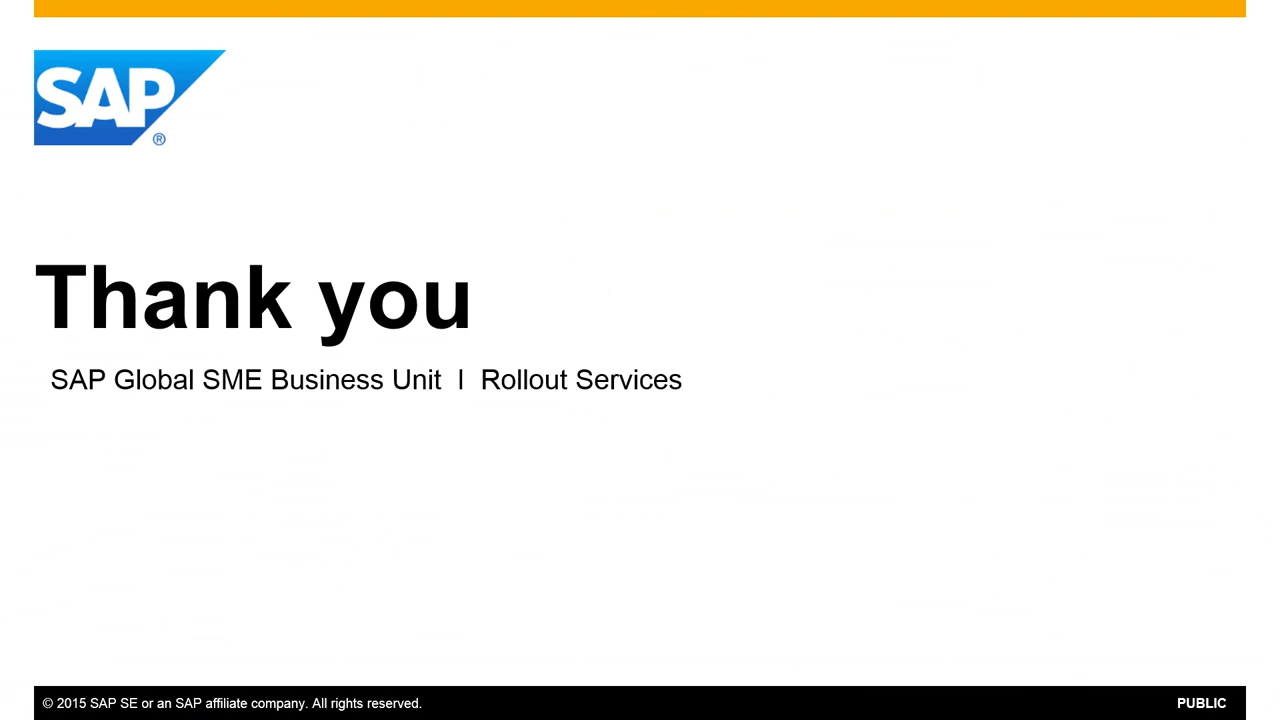 SAP®
Thank you
SAP Global SME Business Unit l Rollout Services
© 2015 SAP SE or an SAP affiliate company. All rights reserved.
PUBLIC